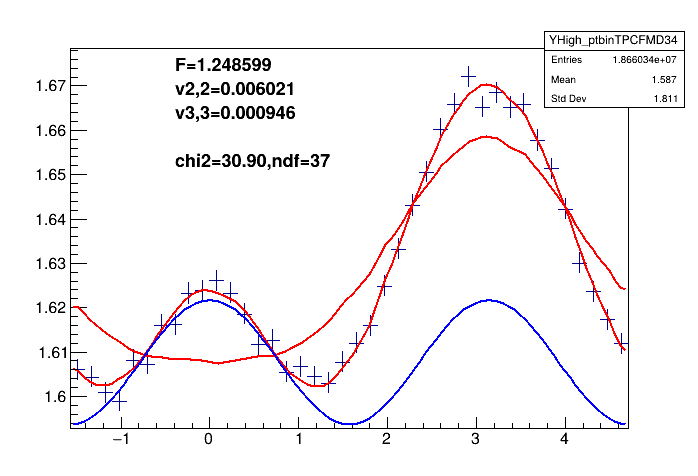 YHigh_ptbinTPCFMD34
Entries 1.866034e+07
Mean 1.587
Std Dev 1.811
F=1.248599
v2,2=0.006021
v3,3=0.000946
chi2=30.90,ndf=37
1.67
1.66
1.65
1.64
1.63
1.62
1.61
1.6
−1 0 1 2 3 4